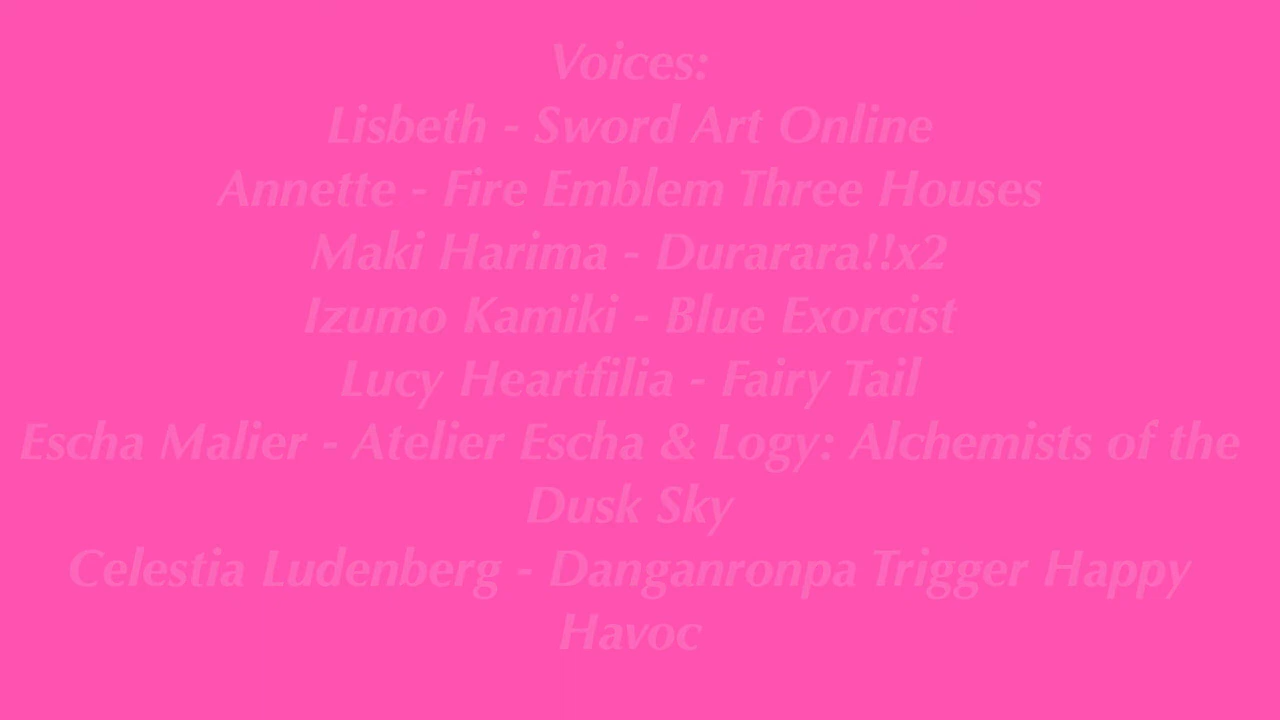 Voices:
Lisbeth - Sword Art Online
Annette - Fire Emblem Three Houses
Maki Harima - Durarara!!x2
Izumo Kamiki - Blue Exorcist
Lucy Heartfilia - Fairy Tail
Escha Malier - Atelier Escha & Logy: Alchemists of the
Dusk Sky
Celestia Ludenberg - Danganronpa Trigger Happy
Havoc